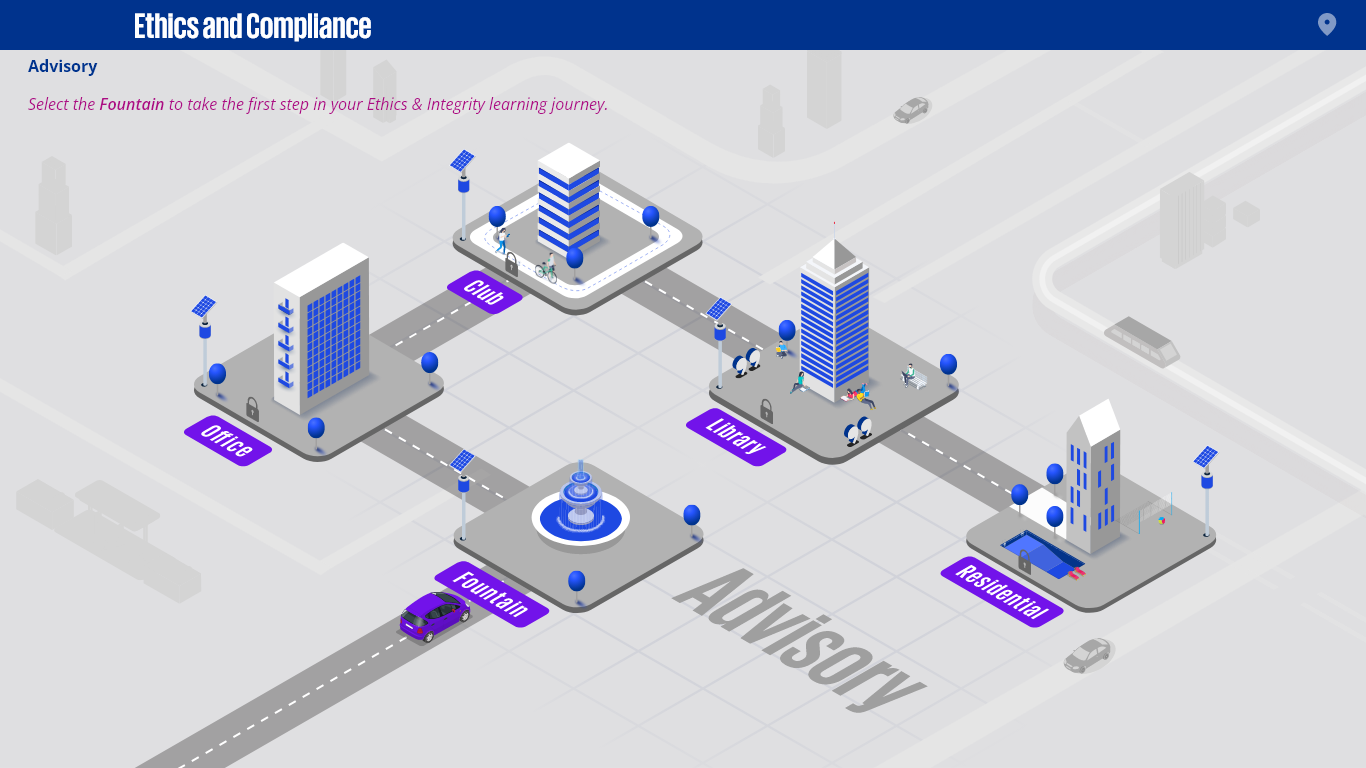 Ethics and Compliance
Advisory
Select the Fountain to take the first step in your Ethics & Integrity learning journey.
Club
Office
Library
Fountain
Residential
Advisory